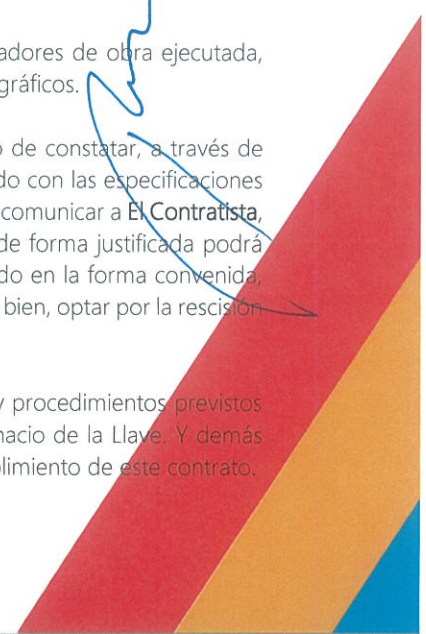 adores de obra ejecutada,
gráficos.
o de constatar, a través de
do con las especificaciones
comunicar a El Contratista,
de forma justificada podrá
do en la forma convenida,
bien, optar por la rescisión
y procedimientos previstos
nacio de la Llave. Y demás
plimiento de este contrato.